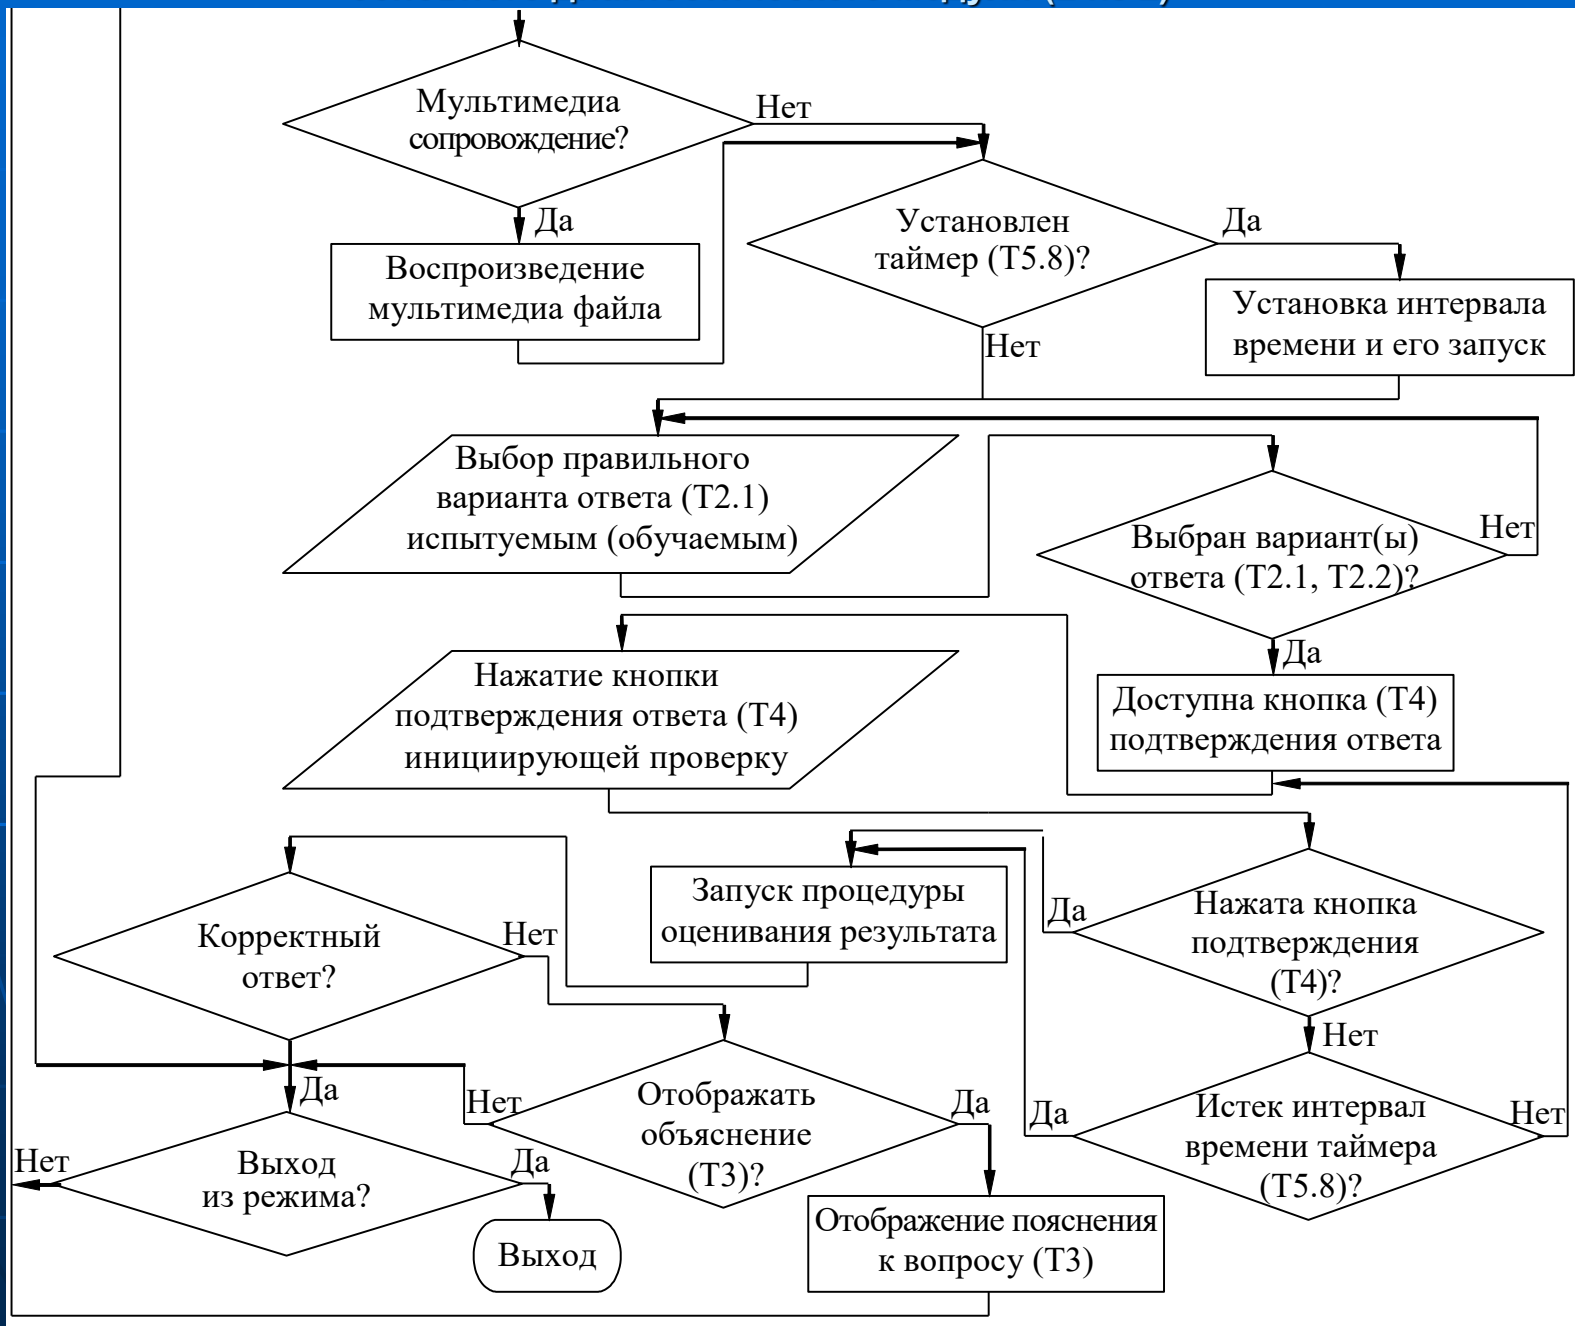 Мультимедиа
сопровождение?
Нет
Да
Воспроизведение
мультимедиа файла
Установлен
таймер (Т5.8)?
Да
Нет
Установка интервала
времени и его запуск
Выбор правильного
варианта ответа (Т2.1)
испытуемым (обучаемым)
Выбран вариант(ы)
ответа (Т2.1, Т2.2)?
Нет
Да
Нажатие кнопки
подтверждения ответа (Т4)
инициирующей проверку
Доступна кнопка (Т4)
подтверждения ответа
Запуск процедуры
оценивания результата
Да
Нажата кнопка
подтверждения
(Т4)?
Нет
Корректный
ответ?
Нет
Да
Отображать
объяснение
(Т3)?
Нет
Да
Да
Истек интервал
времени таймера
(Т5.8)?
Нет
Нет
Выход
из режима?
Да
Выход
Отображение пояснения
к вопросу (Т3)